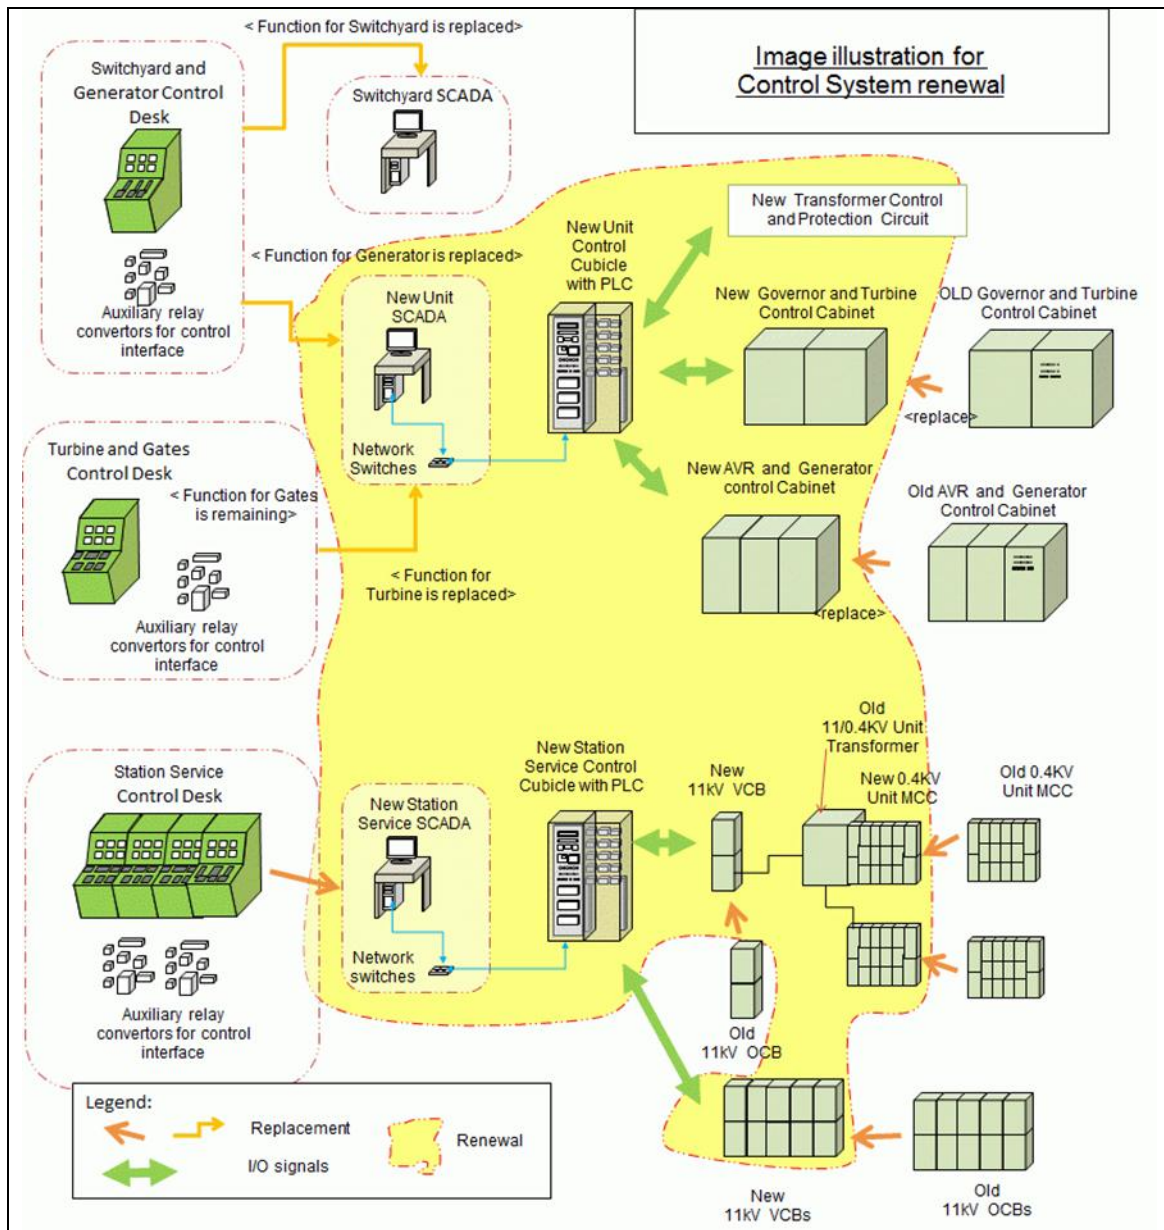 < Function for Switchyard is replaced>
Image illustration for
Control System renewal
Switchyard and
Generator Control
Desk
Switchyard SCADA
New Transformer Control
and Protection Circuit
New Unit
Control
Cubicle
with PLC
< Function for Generator is replaced>
New Unit
SCADA
New Governor and Turbine
Control Cabinet
OLD Governor and Turbine
Control Cabinet
Auxiliary relay
convertors for control
interface
<replace>
Turbine and Gates
Control Desk
< Function for Gates
is remaining>
Network
Switches
New AVR and Generator
control Cabinet
Old AVR and Generator
Control Cabinet
< Function for
Turbine is replaced>
<replace>
Auxiliary relay
convertors for control
interface
Old
11/0.4KV Unit
Transformer
Station Service
Control Desk
New Station
Service Control
Cubicle with PLC
New
11kV VCB
New 0.4KV
Unit MCC
Old 0.4KV
Unit MCC
New Station
Service SCADA
Network
switches
Auxiliary relay
convertors for control
interface
Old
11kV OCB
Legend:
Replacement
Renewal
I/O signals
New
11kV VCBs
Old
11kV OCBs